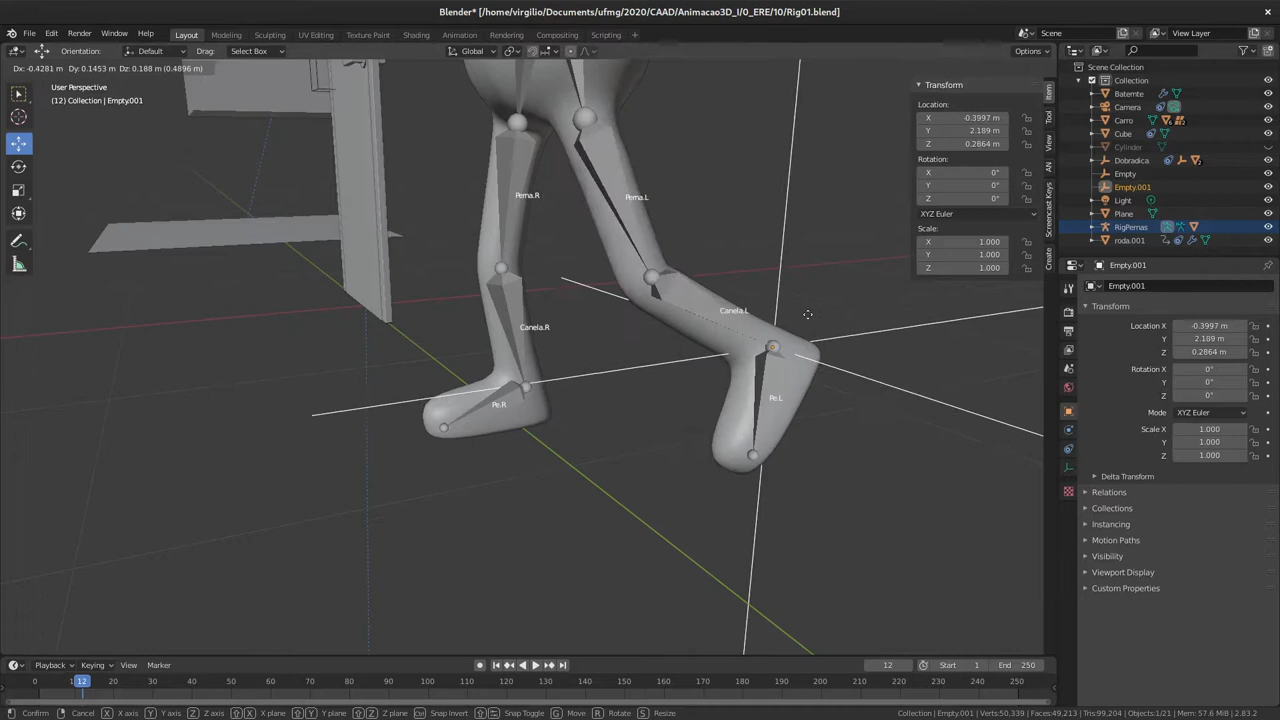 Blender* [/home/virgilio/Documents/ufmg/2020/CAAD/Animacao3D_I/0_ERE/10/Rig01.blend]
File Edit Render Window Help Layout Modeling Sculpting UV Editing Texture Paint Shading Animation Rendering Compositing Scripting Scene View Layer
Orientation: Default Drag: Select Box Global Options
Dx: -0.4281 m Dy: 0.1453 m Dz: 0.188 m (0.4896 m)
User Perspective
(12) Collection | Empty.001
Perna.R
Perna.L
Canela.L
Canela.R
Pe.R
Pe.L
Transform
Location:
X -0.3997 m
Y 2.189 m
Z 0.2864 m
Rotation:
X 0°
Y 0°
Z 0°
XYZ Euler
Scale:
X 1.000
Y 1.000
Z 1.000
Item
Tool
View
AN
Screencast Keys
Create
Scene Collection
Collection
Batemte
Camera
Carro
Cube
Cylinder
Dobradica
Empty
Empty.001
Light
Plane
RigPernas
roda.001
Empty.001
Empty.001
Transform
Location X -0.3997 m
Y 2.189 m
Z 0.2864 m
Rotation X 0°
Y 0°
Z 0°
Mode XYZ Euler
Scale X 1.000
Y 1.000
Z 1.000
Delta Transform
Relations
Collections
Instancing
Motion Paths
Visibility
Viewport Display
Custom Properties
Playback Keying View Marker 12 Start 1 End 250
0 12 20 30 40 50 60 70 80 90 100 110 120 130 140 150 160 170 180 190 200 210 220 230 240 250
Confirm Cancel X X axis Y Y axis Z Z axis X X plane Y Y plane Z Z plane Snap Invert Snap Toggle G Move R Rotate S Resize Collection | Empty.001 | Verts:50,339 | Faces:49,213 | Tris:99,204 | Objects:1/21 | Mem: 57.6 MiB | 2.83.2